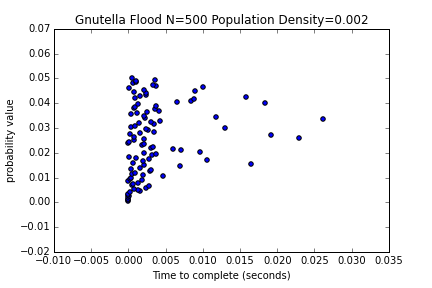 Gnutella Flood N=500 Population Density=0.002
0.07
0.06
0.05
0.04
0.03
0.02
0.01
0.00
−0.01
−0.02
probability value
−0.010 −0.005 0.000 0.005 0.010 0.015 0.020 0.025 0.030 0.035
Time to complete (seconds)